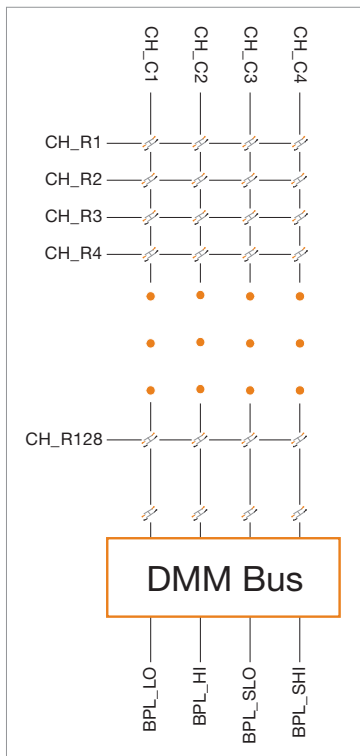 CH_C1
CH_C2
CH_C3
CH_C4
CH_R1
CH_R2
CH_R3
CH_R4
CH_R128
DMM Bus
BPL_LO
BPL_HI
BPL_SLO
BPL_SHI